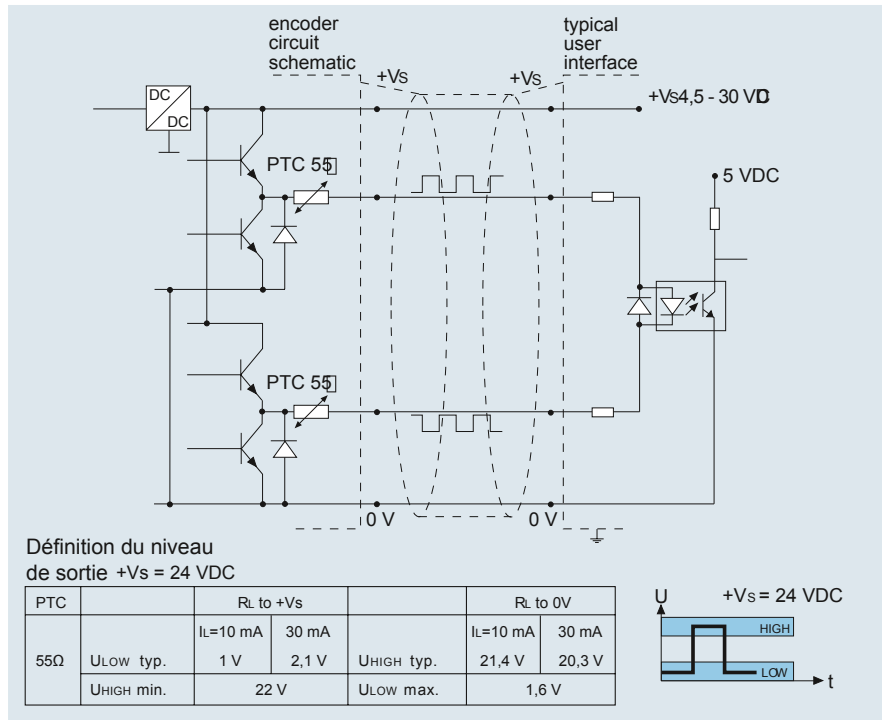 encoder
circuit
schematic
typical
user
interface
+VS
+VS
DC
DC
+Vs4,5 - 30 VDC
PTC 55
5 VDC
PTC 55
0 V
0 V
Définition du niveau
de sortie +Vs = 24 VDC
PTC RL to +Vs RL to 0V
IL=10 mA 30 mA IL=10 mA 30 mA
55Ω ULOW typ. 1 V 2,1 V UHIGH typ. 21,4 V 20,3 V
UHIGH min. 22 V ULOW max. 1,6 V
U +VS = 24 VDC
HIGH
LOW
t